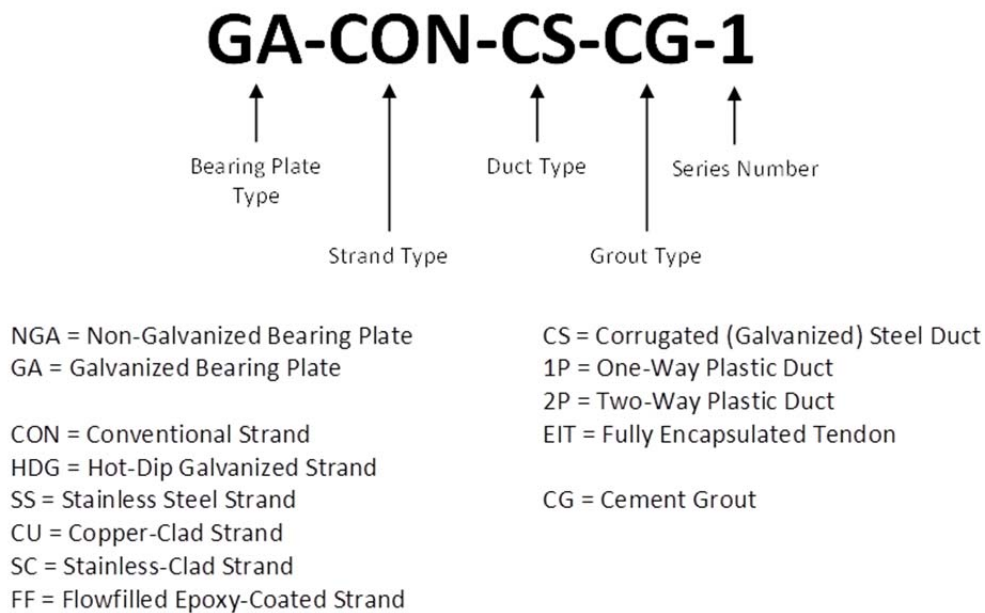 GA-CON-CS-CG-1
Bearing Plate
Type
Duct Type
Series Number
Strand Type
Grout Type
NGA = Non-Galvanized Bearing Plate
GA = Galvanized Bearing Plate
CON = Conventional Strand
HDG = Hot-Dip Galvanized Strand
SS = Stainless Steel Strand
CU = Copper-Clad Strand
SC = Stainless-Clad Strand
FF = Flowfilled Epoxy-Coated Strand
CS = Corrugated (Galvanized) Steel Duct
1P = One-Way Plastic Duct
2P = Two-Way Plastic Duct
EIT = Fully Encapsulated Tendon
CG = Cement Grout